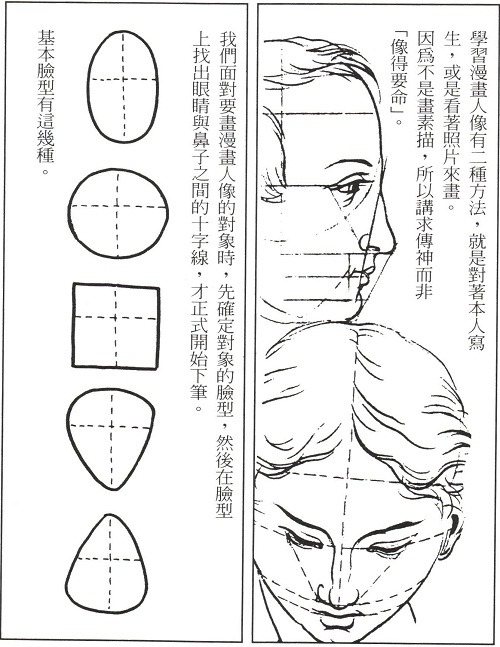 學習漫畫人像有二種方法，就是對著本人寫
生，或是看著照片來畫。
因爲不是畫素描，所以講求傳神而非
「像得要命」。
我們面對要畫漫畫人像的對象時，先確定對象的臉型，然後在臉型
上找出眼睛與鼻子之間的十字線，才正式開始下筆。
基本臉型有這幾種。